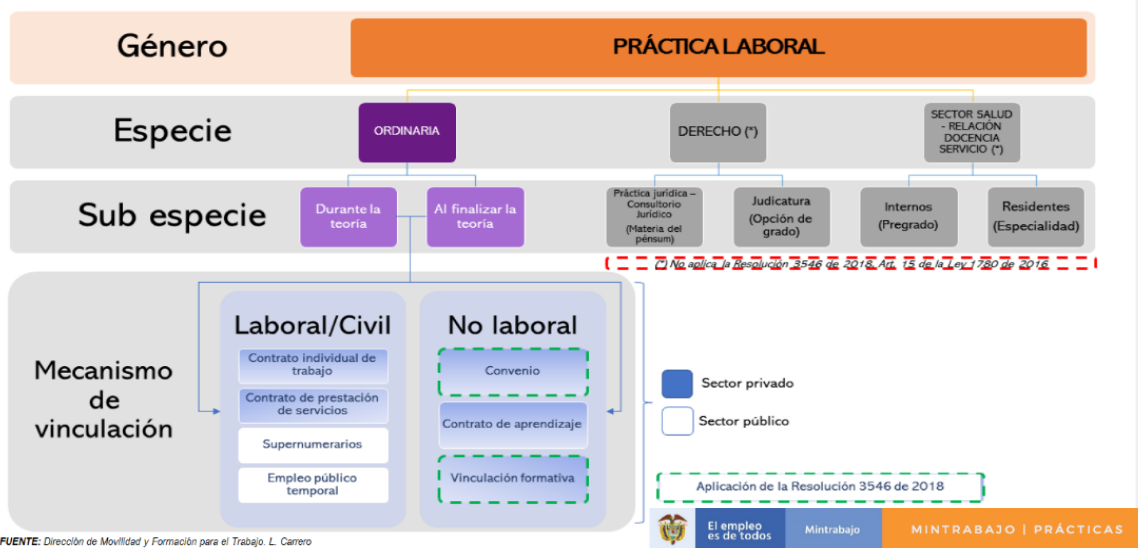 Género
PRÁCTICA LABORAL
Especie
ORDINARIA
DERECHO (*)
SECTOR SALUD
- RELACIÓN
DOCENCIA
SERVICIO (*)
Sub especie
Durante la
teoría
Al finalizar la
teoría
Práctica jurídica –
Consultorio
Jurídico
(Materia del
pénsum)
Judicatura
(Opción de
grado)
Internos
(Pregrado)
Residentes
(Especialidad)
(*) No aplica la Resolución 3546 de 2018. Art. 15 de la Ley 1780 de 2016
Mecanismo
de
vinculación
Laboral/Civil
Contrato individual de
trabajo
Contrato de prestación
de servicios
Supernumerarios
Empleo público
temporal
No laboral
Convenio
Contrato de aprendizaje
Vinculación formativa
Sector privado
Sector público
Aplicación de la Resolución 3546 de 2018
FUENTE: Dirección de Movilidad y Formación para el Trabajo. L. Carrero
El empleo
es de todos
Mintrabajo
MINTRABAJO | PRÁCTICAS